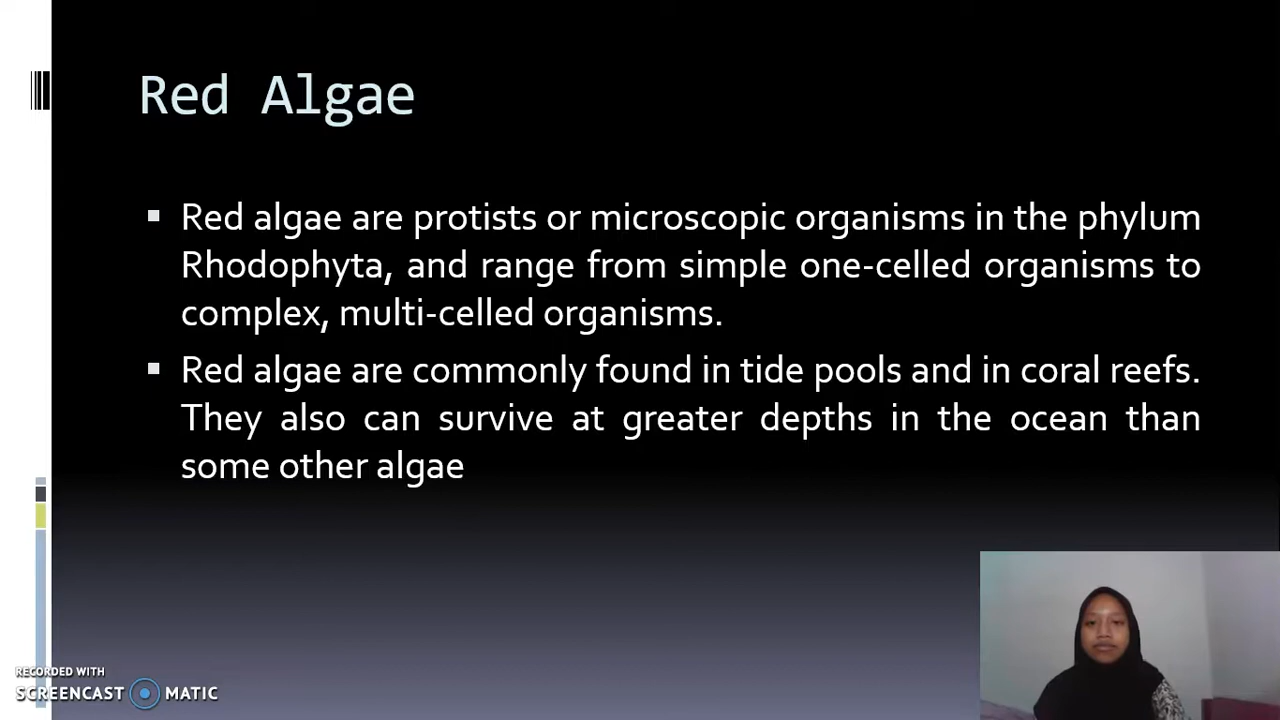 Red Algae
Red algae are protists or microscopic organisms in the phylum
Rhodophyta, and range from simple one-celled organisms to
complex, multi-celled organisms.
Red algae are commonly found in tide pools and in coral reefs.
They also can survive at greater depths in the ocean than
some other algae
RECORDED WITH
SCREENCAST MATIC